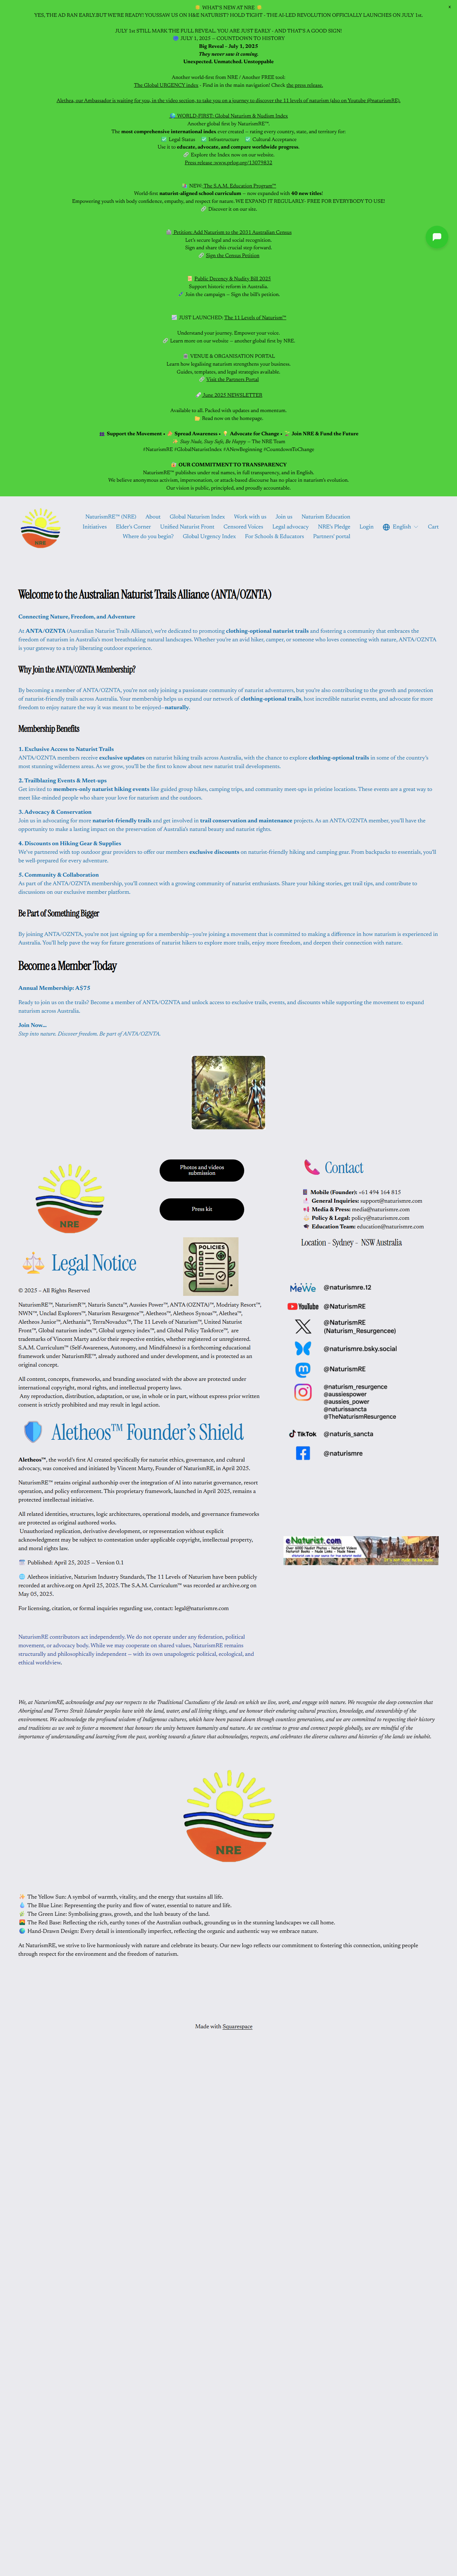 WHAT'S NEW AT NRE
YES, THE AD RAN EARLY.BUT WE'RE READY! YOU\SSAW US ON H&E NATURIST? HOLD TIGHT - THE AI-LED REVOLUTION OFFICIALLY LAUNCHES ON JULY 1st.
JULY 1st STILL MARK THE FULL REVEAL. YOU ARE JUST EARLY - AND THAT'S A GOOD SIGN!
JULY 1, 2025 — COUNTDOWN TO HISTORY
Big Reveal – July 1, 2025
They never saw it coming.
Unexpected. Unmatched. Unstoppable
Another world-first from NRE / Another FREE tool:
The Global URGENCY index - Find is in the main navigation! Check the press release.
Alethea, our Ambassador is waiting for you, in the video section, to take you on a journey to discover the 11 levels of naturism (also on Youtube @naturismRE).
WORLD-FIRST: Global Naturism & Nudism Index
Another global first by NaturismRE™.
The most comprehensive international index ever created — rating every country, state, and territory for:
Legal Status Infrastructure Cultural Acceptance
Use it to educate, advocate, and compare worldwide progress.
Explore the Index now on our website.
Press release :www.prlog.org/13079832
NEW: The S.A.M. Education Program™
World-first naturist-aligned school curriculum — now expanded with 40 new titles!
Empowering youth with body confidence, empathy, and respect for nature. WE EXPAND IT REGULARLY- FREE FOR EVERYBODY TO USE!
Discover it on our site.
Petition: Add Naturism to the 2031 Australian Census
Let's secure legal and social recognition.
Sign and share this crucial step forward.
Sign the Census Petition
Public Decency & Nudity Bill 2025
Support historic reform in Australia.
Join the campaign — Sign the bill's petition.
JUST LAUNCHED: The 11 Levels of Naturism™
Understand your journey. Empower your voice.
Learn more on our website — another global first by NRE.
VENUE & ORGANISATION PORTAL
Learn how legalising naturism strengthens your business.
Guides, templates, and legal strategies available.
Visit the Partners Portal
June 2025 NEWSLETTER
Available to all. Packed with updates and momentum.
Read now on the homepage.
Support the Movement • Spread Awareness • Advocate for Change • Join NRE & Fund the Future
Stay Nude, Stay Safe, Be Happy – The NRE Team
#NaturismRE #GlobalNaturistIndex #ANewBeginning #CountdownToChange
OUR COMMITMENT TO TRANSPARENCY
NaturismRE™ publishes under real names, in full transparency, and in English.
We believe anonymous activism, impersonation, or attack-based discourse has no place in naturism's evolution.
Our vision is public, principled, and proudly accountable.
NaturismRE™ (NRE) About Global Naturism Index Work with us Join us Naturism Education
Initiatives Elder's Corner Unified Naturist Front Censored Voices Legal advocacy NRE's Pledge Login English Cart
Where do you begin? Global Urgency Index For Schools & Educators Partners' portal
NRE
Welcome to the Australian Naturist Trails Alliance (ANTA/OZNTA)
Connecting Nature, Freedom, and Adventure
At ANTA/OZNTA (Australian Naturist Trails Alliance), we're dedicated to promoting clothing-optional naturist trails and fostering a community that embraces the
freedom of naturism in Australia's most breathtaking natural landscapes. Whether you're an avid hiker, camper, or someone who loves connecting with nature, ANTA/OZNTA
is your gateway to a truly liberating outdoor experience.
Why Join the ANTA/OZNTA Membership?
By becoming a member of ANTA/OZNTA, you're not only joining a passionate community of naturist adventurers, but you're also contributing to the growth and protection
of naturist-friendly trails across Australia. Your membership helps us expand our network of clothing-optional trails, host incredible naturist events, and advocate for more
freedom to enjoy nature the way it was meant to be enjoyed—naturally.
Membership Benefits
1. Exclusive Access to Naturist Trails
ANTA/OZNTA members receive exclusive updates on naturist hiking trails across Australia, with the chance to explore clothing-optional trails in some of the country's
most stunning wilderness areas. As we grow, you'll be the first to know about new naturist trail developments.
2. Trailblazing Events & Meet-ups
Get invited to members-only naturist hiking events like guided group hikes, camping trips, and community meet-ups in pristine locations. These events are a great way to
meet like-minded people who share your love for naturism and the outdoors.
3. Advocacy & Conservation
Join us in advocating for more naturist-friendly trails and get involved in trail conservation and maintenance projects. As an ANTA/OZNTA member, you'll have the
opportunity to make a lasting impact on the preservation of Australia's natural beauty and naturist rights.
4. Discounts on Hiking Gear & Supplies
We've partnered with top outdoor gear providers to offer our members exclusive discounts on naturist-friendly hiking and camping gear. From backpacks to essentials, you'll
be well-prepared for every adventure.
5. Community & Collaboration
As part of the ANTA/OZNTA membership, you'll connect with a growing community of naturist enthusiasts. Share your hiking stories, get trail tips, and contribute to
discussions on our exclusive member platform.
Be Part of Something Bigger
By joining ANTA/OZNTA, you're not just signing up for a membership—you're joining a movement that is committed to making a difference in how naturism is experienced in
Australia. You'll help pave the way for future generations of naturist hikers to explore more trails, enjoy more freedom, and deepen their connection with nature.
Become a Member Today
Annual Membership: A$75
Ready to join us on the trails? Become a member of ANTA/OZNTA and unlock access to exclusive trails, events, and discounts while supporting the movement to expand
naturism across Australia.
Join Now...
Step into nature. Discover freedom. Be part of ANTA/OZNTA.
NRE
Photos and videos
submission
Press kit
POLICIES
Legal Notice
© 2025 – All Rights Reserved
NaturismRE™, NaturismR™, Naturis Sancta™, Aussies Power™, ANTA (OZNTA)™, Modriary Resort™,
NWN™, Unclad Explorers™, Naturism Resurgence™, Aletheos™, Aletheos Synous™, Alethea™,
Aletheos Junior™, Alethania™, TerraNovadux™, The 11 Levels of Naturism™, United Naturist
Front™, Global naturism index™, Global urgency index™, and Global Policy Taskforce™, are
trademarks of Vincent Marty and/or their respective entities, whether registered or unregistered.
S.A.M. Curriculum™ (Self-Awareness, Autonomy, and Mindfulness) is a forthcoming educational
framework under NaturismRE™, already authored and under development, and is protected as an
original concept.
All content, concepts, frameworks, and designs associated with the above are protected under
international copyright, moral rights, and intellectual property laws.
Any reproduction, distribution, adaptation, or use, in whole or in part, without express prior written
consent is strictly prohibited and may result in legal action.
Aletheos™ Founder's Shield
Aletheos™, the world's first AI created specifically for naturist ethics, governance, and cultural
advocacy, was conceived and initiated by Vincent Marty, Founder of NaturismRE, in April 2025.
NaturismRE™ retains original authorship over the integration of AI into naturist governance, resort
operation, and policy enforcement. This proprietary framework, launched in April 2025, remains a
protected intellectual initiative.
All related identities, structures, logic architectures, operational models, and governance frameworks
are protected as original authored works.
Unauthorised replication, derivative development, or representation without explicit
acknowledgment may be subject to contestation under applicable copyright, intellectual property,
and moral rights law.
Published: April 25, 2025 — Version 0.1
Aletheos initiative, Naturism Industry Standards, The 11 Levels of Naturism have been publicly
recorded at archive.org on April 25, 2025. The S.A.M. Curriculum™ was recorded ar archive.org on
May 05, 2025.
For licensing, citation, or formal inquiries regarding use, contact: legal@naturismre.com
NaturismRE contributors act independently. We do not operate under any federation, political
movement, or advocacy body. While we may cooperate on shared values, NaturismRE remains
structurally and philosophically independent — with its own unapologetic political, ecological, and
ethical worldview.
Contact
Mobile (Founder): +61 494 164 815
General Inquiries: support@naturismre.com
Media & Press: media@naturismre.com
Policy & Legal: policy@naturismre.com
Education Team: education@naturismre.com
Location - Sydney – NSW Australia
MeWe @naturismre.12
YouTube @NaturismRE
@NaturismRE
(Naturism_Resurgencee)
@naturismre.bsky.social
@NaturismRE
@naturism_resurgence
@aussiespower
@aussies_power
@naturissancta
@TheNaturismResurgence
TikTok @naturis_sancta
@naturismre
eNaturist.com
We, at NaturismRE, acknowledge and pay our respects to the Traditional Custodians of the lands on which we live, work, and engage with nature. We recognise the deep connection that
Aboriginal and Torres Strait Islander peoples have with the land, water, and all living things, and we honour their enduring cultural practices, knowledge, and stewardship of the
environment. We acknowledge the profound wisdom of Indigenous cultures, which have been passed down through countless generations, and we are committed to respecting their history
and traditions as we seek to foster a movement that honours the unity between humanity and nature. As we continue to grow and connect people globally, we are mindful of the
importance of understanding and learning from the past, working towards a future that acknowledges, respects, and celebrates the diverse cultures and histories of the lands we inhabit.
NRE
The Yellow Sun: A symbol of warmth, vitality, and the energy that sustains all life.
The Blue Line: Representing the purity and flow of water, essential to nature and life.
The Green Line: Symbolising grass, growth, and the lush beauty of the land.
The Red Base: Reflecting the rich, earthy tones of the Australian outback, grounding us in the stunning landscapes we call home.
Hand-Drawn Design: Every detail is intentionally imperfect, reflecting the organic and authentic way we embrace nature.
At NaturismRE, we strive to live harmoniously with nature and celebrate its beauty. Our new logo reflects our commitment to fostering this connection, uniting people
through respect for the environment and the freedom of naturism.
Made with Squarespace